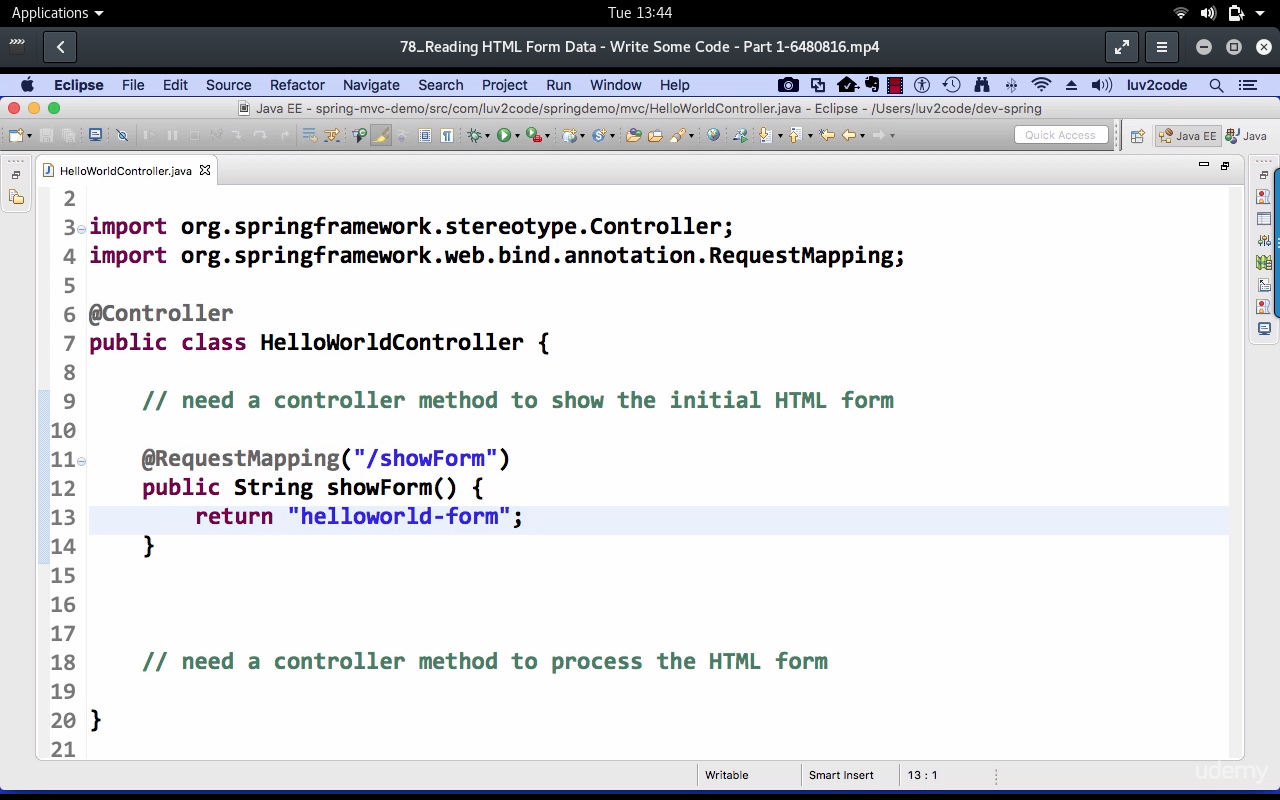 Applications
Tue 13:44
78_Reading HTML Form Data - Write Some Code - Part 1-6480816.mp4
Eclipse File Edit Source Refactor Navigate Search Project Run Window Help luv2code
Java EE - spring-mvc-demo/src/com/luv2code/springdemo/mvc/HelloWorldController.java - Eclipse - /Users/luv2code/dev-spring
Quick Access Java EE Java
HelloWorldController.java
2
3 import org.springframework.stereotype.Controller;
4 import org.springframework.web.bind.annotation.RequestMapping;
5
6 @Controller
7 public class HelloWorldController {
8
9 // need a controller method to show the initial HTML form
10
11 @RequestMapping("/showForm")
12 public String showForm() {
13 return "helloworld-form";
14 }
15
16
17
18 // need a controller method to process the HTML form
19
20 }
21
Writable Smart Insert 13 : 1
udemy